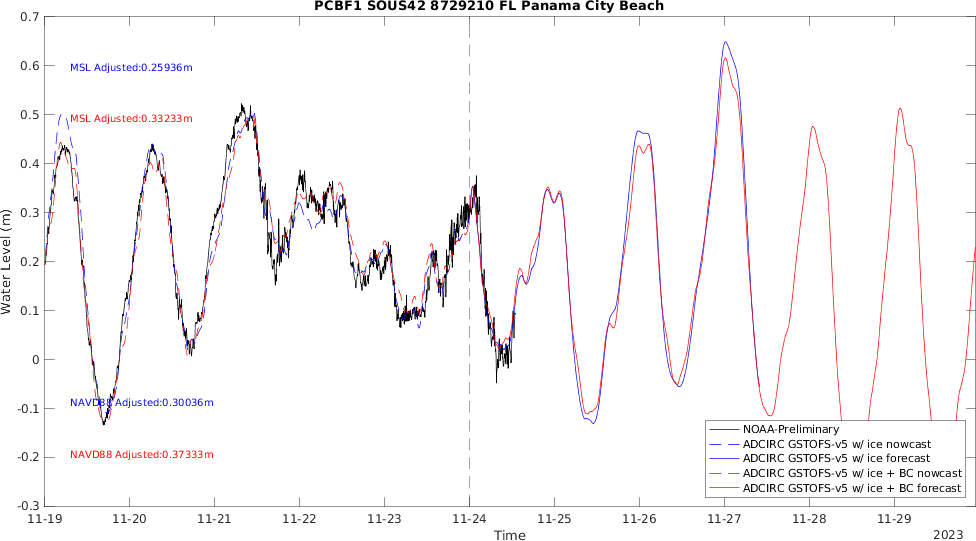 PCBF1 SOUS42 8729210 FL Panama City Beach
0.7
0.6
0.5
0.4
0.3
0.2
0.1
0
-0.1
-0.2
-0.3
Water Level (m)
MSL Adjusted:0.25936m
MSL Adjusted:0.33233m
NAVD88 Adjusted:0.30036m
NAVD88 Adjusted:0.37333m
NOAA-Preliminary
ADCIRC GSTOFS-v5 w/ ice nowcast
ADCIRC GSTOFS-v5 w/ ice forecast
ADCIRC GSTOFS-v5 w/ ice + BC nowcast
ADCIRC GSTOFS-v5 w/ ice + BC forecast
11-19 11-20 11-21 11-22 11-23 11-24 11-25 11-26 11-27 11-28 11-29
Time
2023